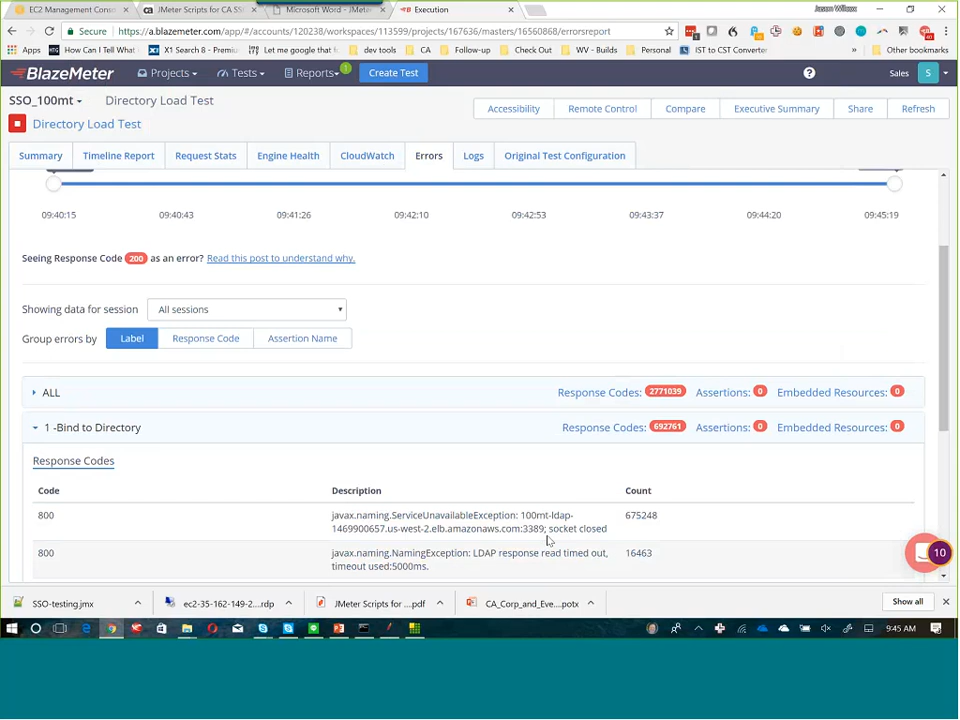 EC2 Management Cons
JMeter Scripts for CA SS
Microsoft Word - JMete
Execution
Jason Wilcox
Secure
https://a.blazemeter.com/app/#/accounts/120238/workspaces/113599/projects/167636/masters/16560868/errorsreport
Apps
How Can I Tell What
X1 Search 8 - Primary
Let me google that f
dev tools
CA
Follow-up
Check Out
WV - Builds
Personal
IST to CST Converter
»
Other bookmarks
BlazeMeter
Projects
Tests
Reports
1
Create Test
?
Sales
S
SSO_100mt
Directory Load Test
Accessibility
Remote Control
Compare
Executive Summary
Share
Refresh
Directory Load Test
Summary
Timeline Report
Request Stats
Engine Health
CloudWatch
Errors
Logs
Original Test Configuration
09:40:15
09:40:43
09:41:26
09:42:10
09:42:53
09:43:37
09:44:20
09:45:19
Seeing Response Code 200 as an error? Read this post to understand why.
Showing data for session All sessions
Group errors by Label Response Code Assertion Name
ALL Response Codes: 2771039 Assertions: 0 Embedded Resources: 0
1 -Bind to Directory Response Codes: 692761 Assertions: 0 Embedded Resources: 0
Response Codes
Code Description Count
800 javax.naming.ServiceUnavailableException: 100mt-ldap- 675248
1469900657.us-west-2.elb.amazonaws.com:3389; socket closed
800 javax.naming.NamingException: LDAP response read timed out, 16463
timeout used:5000ms.
10
SSO-testing.jmx
ec2-35-162-149-2....rdp
JMeter Scripts for ....pdf
CA_Corp_and_Eve....potx
Show all
9:45 AM